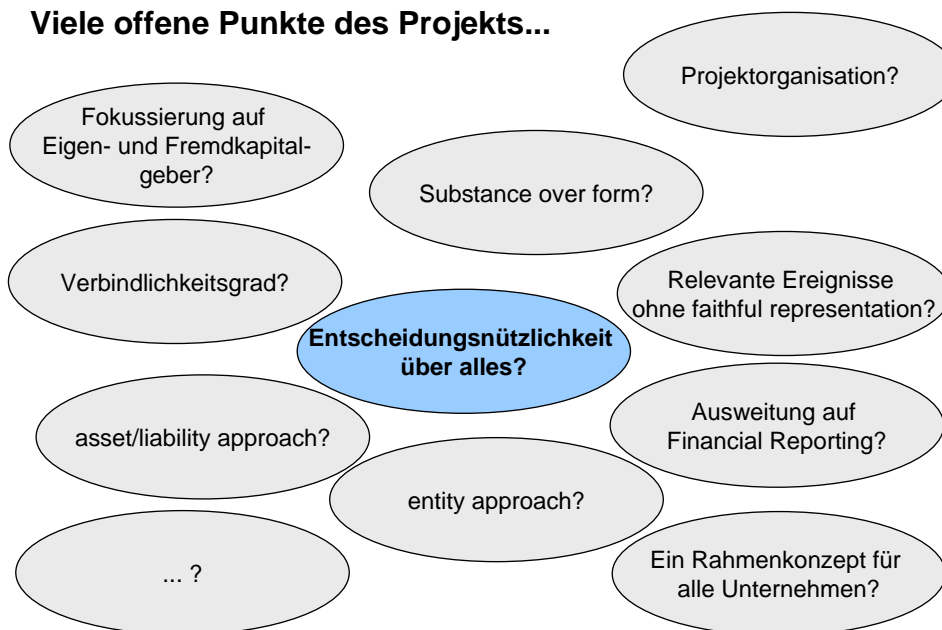 Viele offene Punkte des Projekts...
Projektorganisation?
Fokussierung auf
Eigen- und Fremdkapital-
geber?
Substance over form?
Verbindlichkeitsgrad?
Relevante Ereignisse
ohne faithful representation?
Entscheidungsnützlichkeit
über alles?
asset/liability approach?
Ausweitung auf
Financial Reporting?
entity approach?
... ?
Ein Rahmenkonzept für
alle Unternehmen?